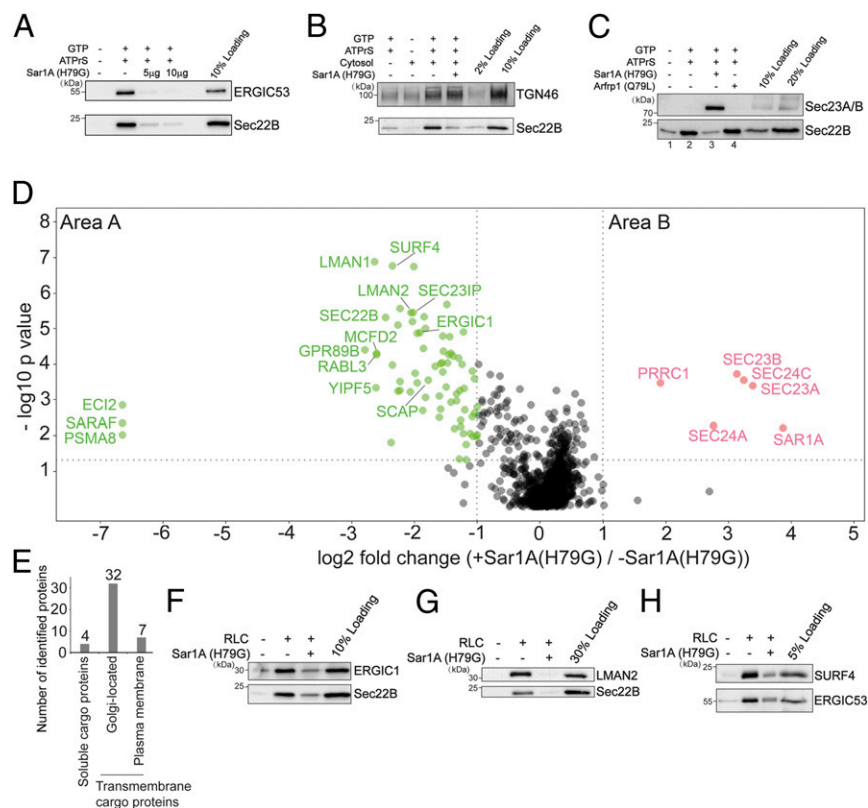 A
GTP - + + +
ATPrS - + + +
Sar1A (H79G) - - 5μg 10μg
10% Loading
(kDa)
55
ERGIC53
25
Sec22B
B
GTP + - + +
ATPrS + - + +
Cytosol - + + +
Sar1A (H79G) - - - +
2% Loading
10% Loading
(kDa)
100
TGN46
25
Sec22B
C
GTP - + + +
ATPrS - + + +
Sar1A (H79G) - - + -
Arfrp1 (Q79L) - - - +
10% Loading
20% Loading
(kDa)
70
Sec23A/B
25
Sec22B
1 2 3 4
D
Area A
Area B
- log10 p value
8
7
6
5
4
3
2
1
LMAN1
SURF4
LMAN2
SEC23IP
SEC22B
ERGIC1
MCFD2
GPR89B
RABL3
YIPF5
SCAP
ECI2
SARAF
PSMA8
PRRC1
SEC23B
SEC24C
SEC23A
SEC24A
SAR1A
-7 -6 -5 -4 -3 -2 -1 0 1 2 3 4 5
log2 fold change (+Sar1A(H79G) / -Sar1A(H79G))
E
Number of identified proteins
30
20
10
0
4
32
7
Soluble cargo proteins
Golgi-located
Plasma membrane
Transmembrane
cargo proteins
F
RLC - + +
Sar1A (H79G) - - +
10% Loading
(kDa)
30
ERGIC1
25
Sec22B
G
RLC - + +
Sar1A (H79G) - - +
30% Loading
(kDa)
30
LMAN2
25
Sec22B
H
RLC - + +
Sar1A (H79G) - - +
5% Loading
(kDa)
25
SURF4
55
ERGIC53